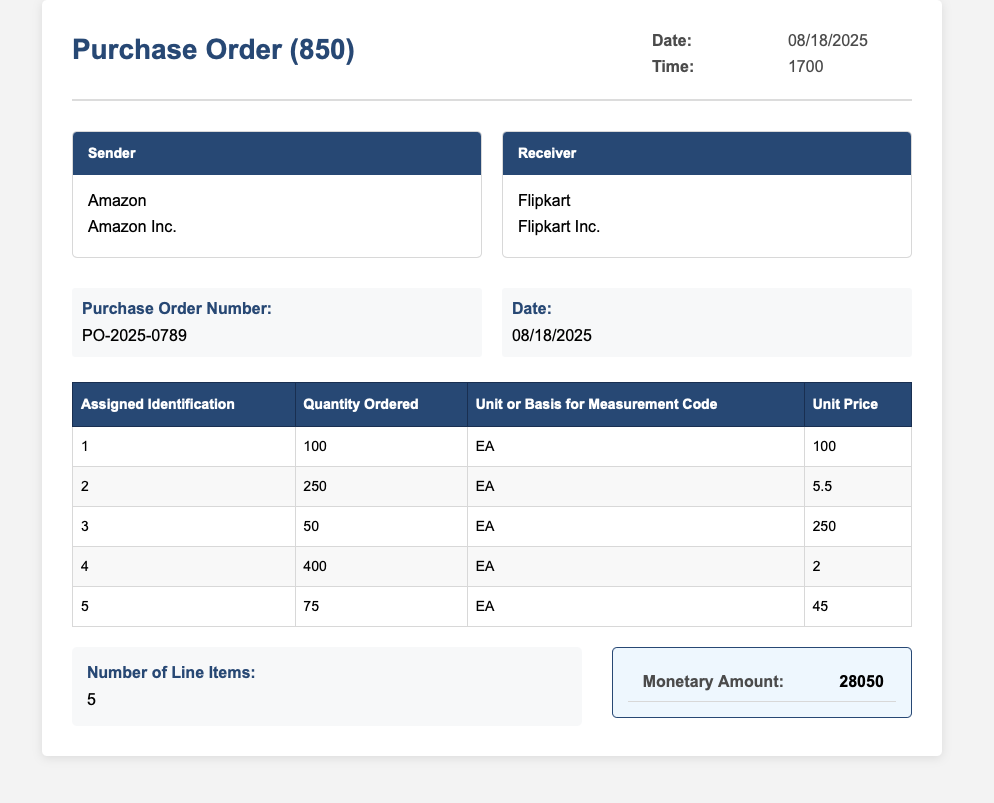 Purchase Order (850)
Date: 08/18/2025
Time: 1700
Sender
Amazon
Amazon Inc.
Receiver
Flipkart
Flipkart Inc.
Purchase Order Number:
PO-2025-0789
Date:
08/18/2025
Assigned Identification Quantity Ordered Unit or Basis for Measurement Code Unit Price
1 100 EA 100
2 250 EA 5.5
3 50 EA 250
4 400 EA 2
5 75 EA 45
Number of Line Items:
5
Monetary Amount: 28050